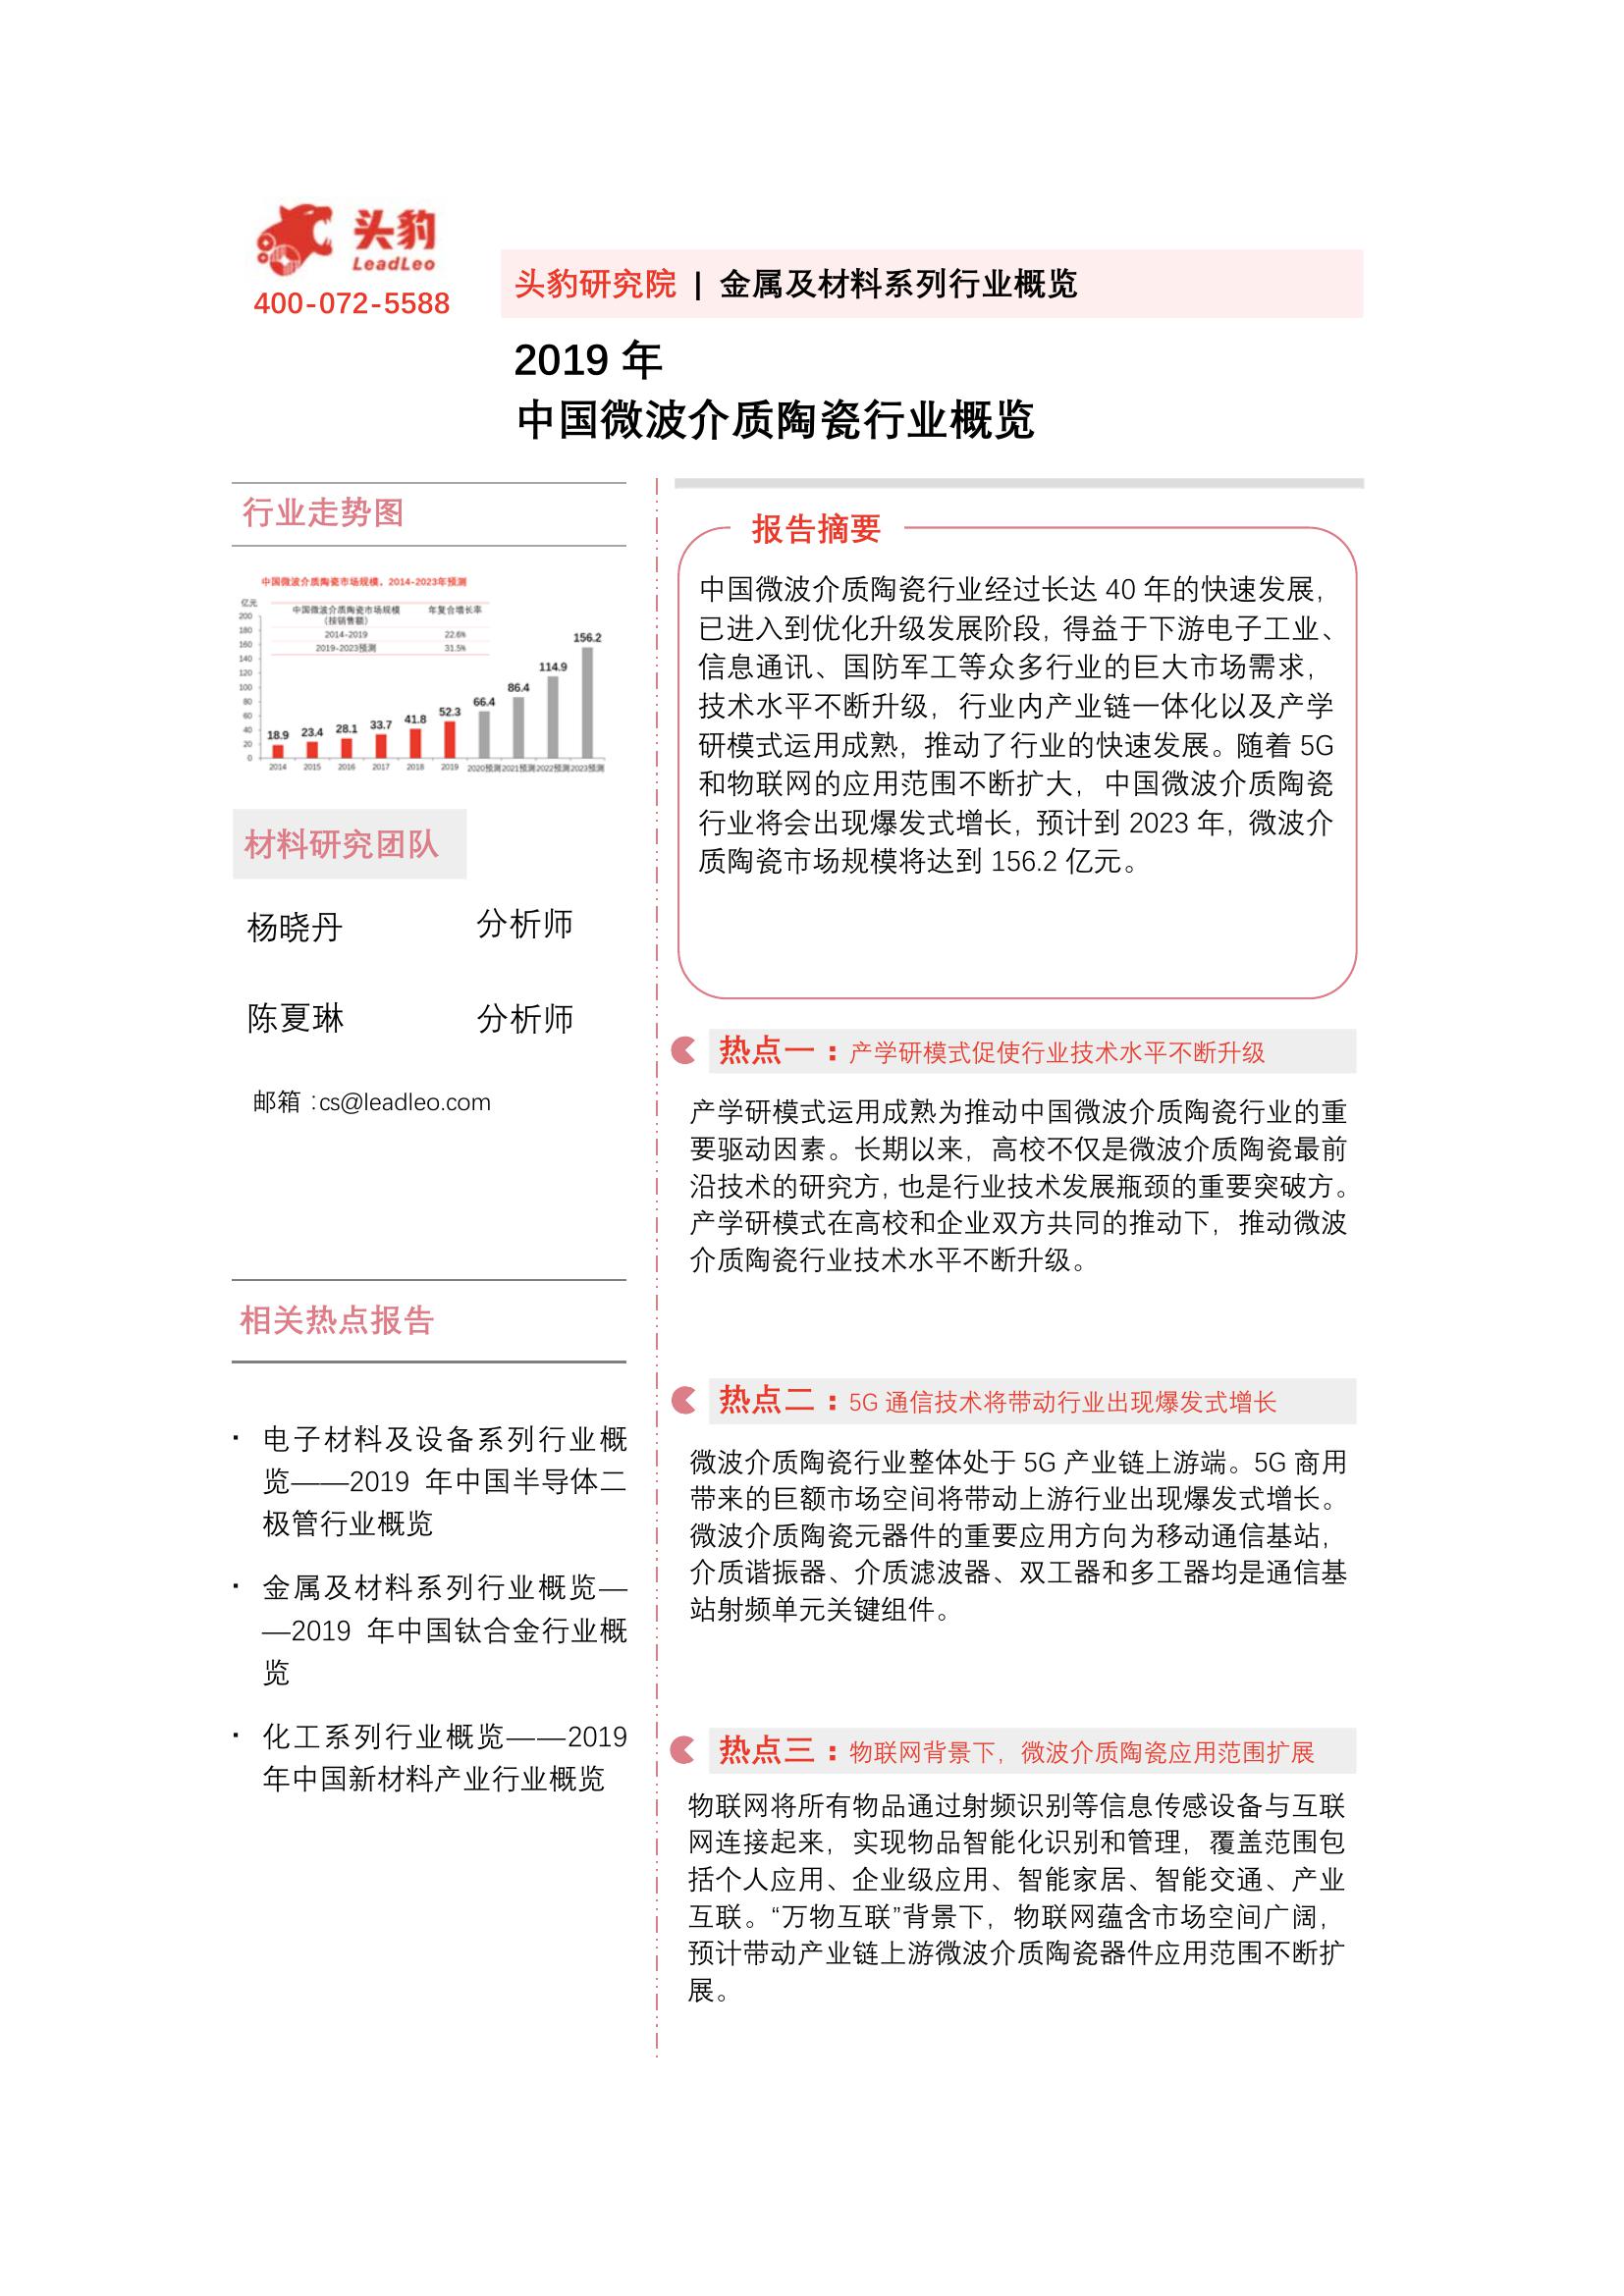 头豹
LeadLeo
400-072-5588
头豹研究院 | 金属及材料系列行业概览
2019 年
中国微波介质陶瓷行业概览
行业走势图
中国微波介质陶瓷市场规模，2014-2023年预测
亿元
中国微波介质陶瓷市场规模 年复合增长率
（按销售额）
2014-2019 22.6%
2019-2023预测 31.5%
200
180
160
140
120
100
80
60
40
20
0
18.9 23.4 28.1 33.7 41.8 52.3 66.4 86.4 114.9 156.2
2014 2015 2016 2017 2018 2019 2020预测 2021预测 2022预测 2023预测
材料研究团队
杨晓丹 分析师
陈夏琳 分析师
邮箱：cs@leadleo.com
相关热点报告
· 电子材料及设备系列行业概
览——2019 年中国半导体二
极管行业概览
· 金属及材料系列行业概览—
—2019 年中国钛合金行业概
览
· 化工系列行业概览——2019
年中国新材料产业行业概览
报告摘要
中国微波介质陶瓷行业经过长达 40 年的快速发展，
已进入到优化升级发展阶段，得益于下游电子工业、
信息通讯、国防军工等众多行业的巨大市场需求，
技术水平不断升级，行业内产业链一体化以及产学
研模式运用成熟，推动了行业的快速发展。随着 5G
和物联网的应用范围不断扩大，中国微波介质陶瓷
行业将会出现爆发式增长，预计到 2023 年，微波介
质陶瓷市场规模将达到 156.2 亿元。
热点一：产学研模式促使行业技术水平不断升级
产学研模式运用成熟为推动中国微波介质陶瓷行业的重
要驱动因素。长期以来，高校不仅是微波介质陶瓷最前
沿技术的研究方，也是行业技术发展瓶颈的重要突破方。
产学研模式在高校和企业双方共同的推动下，推动微波
介质陶瓷行业技术水平不断升级。
热点二：5G 通信技术将带动行业出现爆发式增长
微波介质陶瓷行业整体处于 5G 产业链上游端。5G 商用
带来的巨额市场空间将带动上游行业出现爆发式增长。
微波介质陶瓷元器件的重要应用方向为移动通信基站，
介质谐振器、介质滤波器、双工器和多工器均是通信基
站射频单元关键组件。
热点三：物联网背景下，微波介质陶瓷应用范围扩展
物联网将所有物品通过射频识别等信息传感设备与互联
网连接起来，实现物品智能化识别和管理，覆盖范围包
括个人应用、企业级应用、智能家居、智能交通、产业
互联。“万物互联”背景下，物联网蕴含市场空间广阔，
预计带动产业链上游微波介质陶瓷器件应用范围不断扩
展。